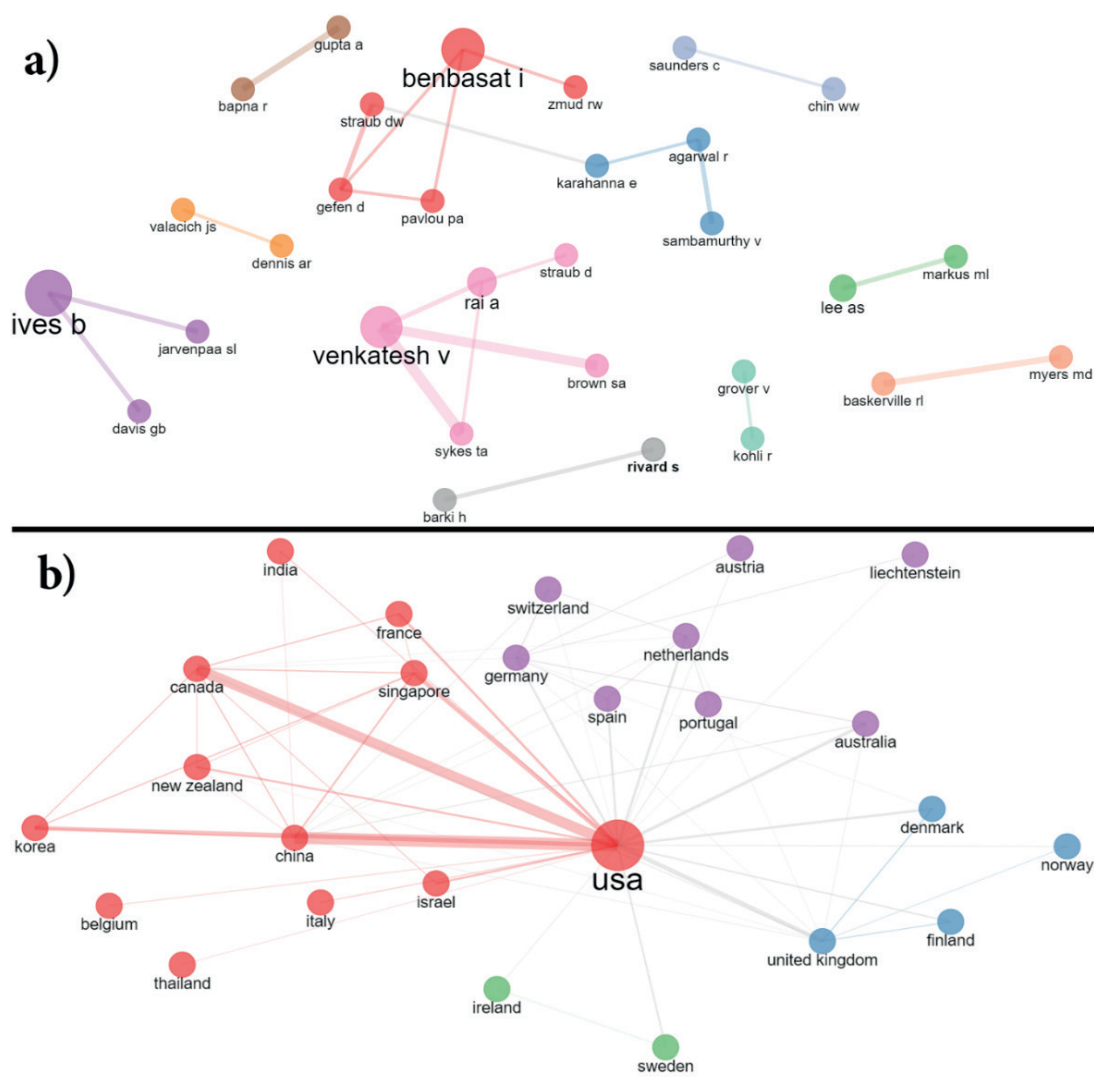 a)
gupta a
bapna r
benbasat i
zmud rw
saunders c
chin ww
straub dw
karahanna e
agarwal r
gefen d
pavlou pa
sambamurthy v
valacich js
dennis ar
straub d
markus ml
ives b
rai a
lee as
jarvenpaa sl
venkatesh v
brown sa
grover v
myers md
baskerville rl
davis gb
sykes ta
kohli r
rivard s
barki h
b)
india
austria
liechtenstein
switzerland
france
netherlands
canada
singapore
germany
spain
portugal
australia
new zealand
korea
china
usa
denmark
norway
belgium
italy
israel
united kingdom
finland
thailand
ireland
sweden